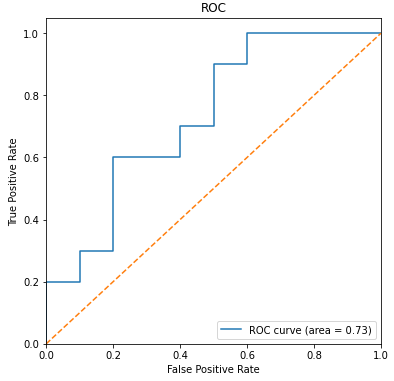 ROC
True Positive Rate
1.0
0.8
0.6
0.4
0.2
0.0
0.0 0.2 0.4 0.6 0.8 1.0
False Positive Rate
ROC curve (area = 0.73)